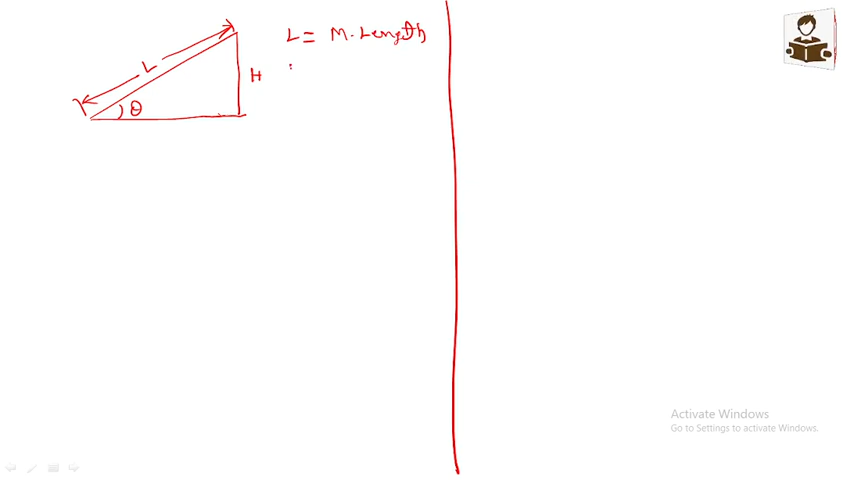 L = M. Length
L
H
θ
Activate Windows
Go to Settings to activate Windows.